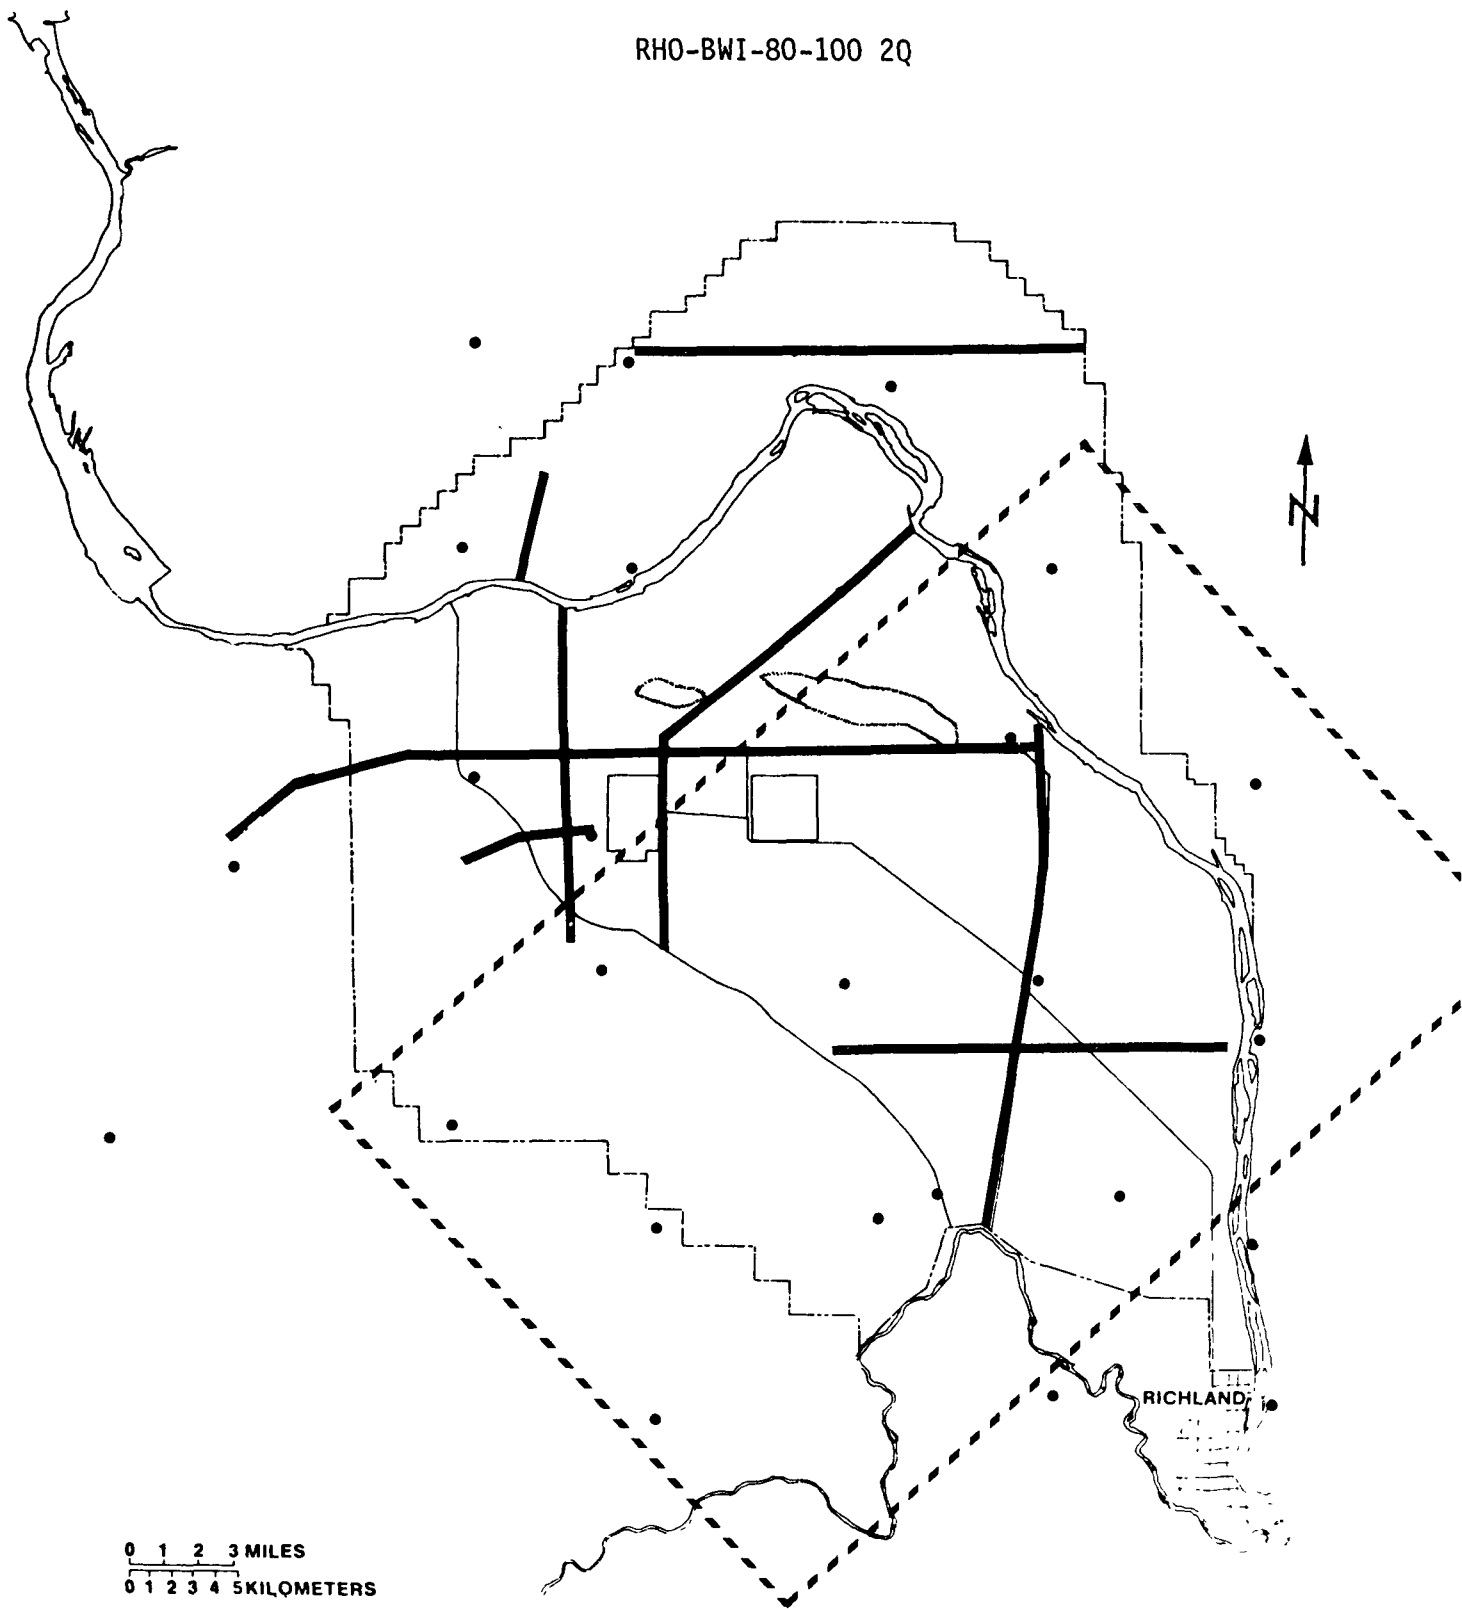 RHO-BWI-80-100 2Q
N
RICHLAND
0 1 2 3 MILES
0 1 2 3 4 5 KILOMETERS